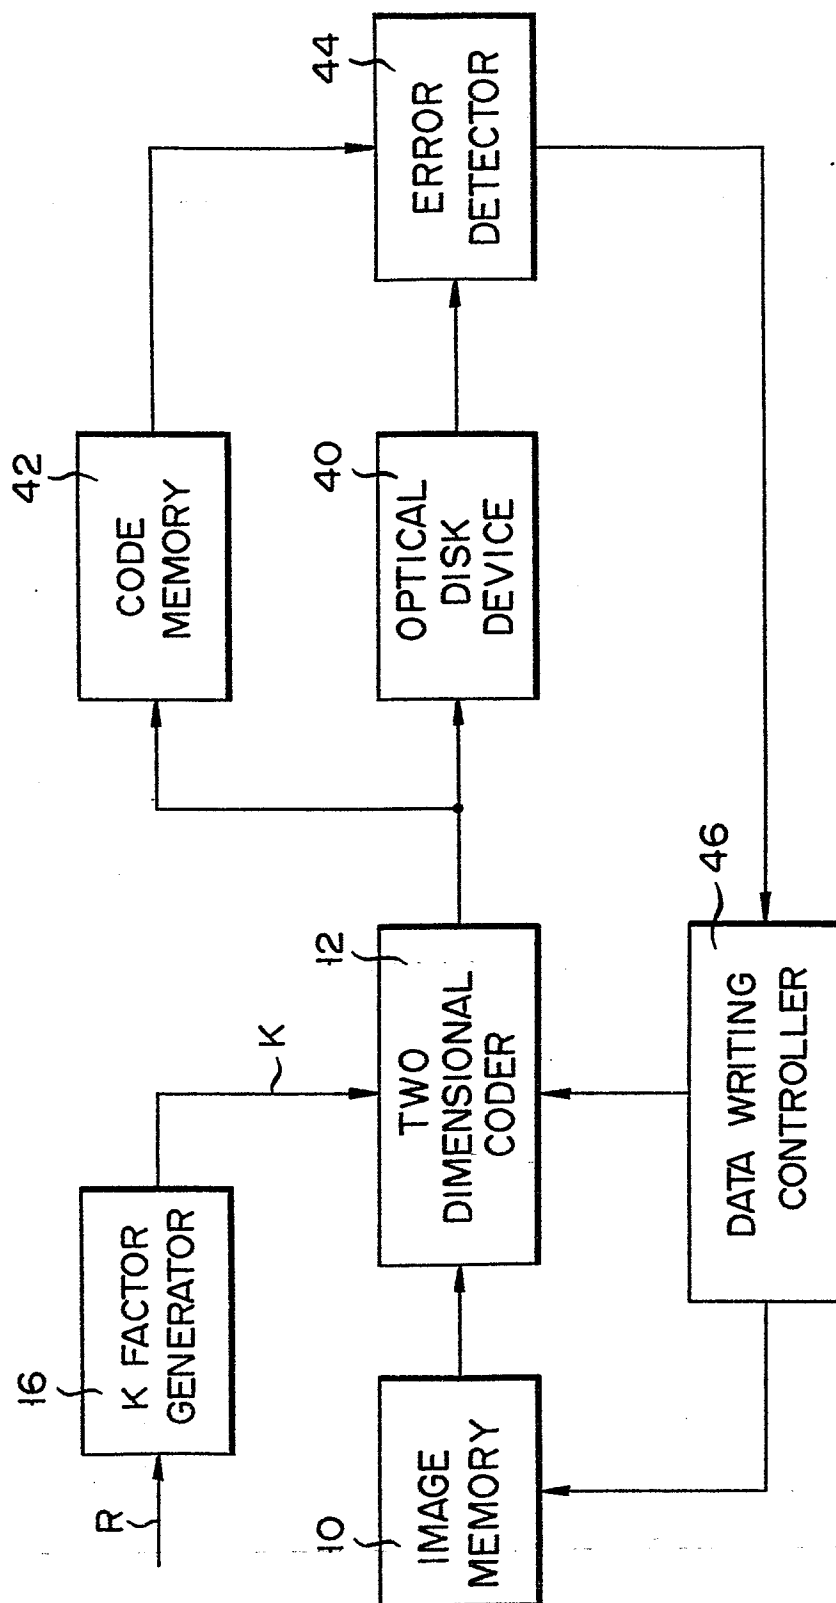 R
16
K FACTOR
GENERATOR
K
42
CODE
MEMORY
10
IMAGE
MEMORY
12
TWO
DIMENSIONAL
CODER
40
OPTICAL
DISK
DEVICE
44
ERROR
DETECTOR
46
DATA WRITING
CONTROLLER